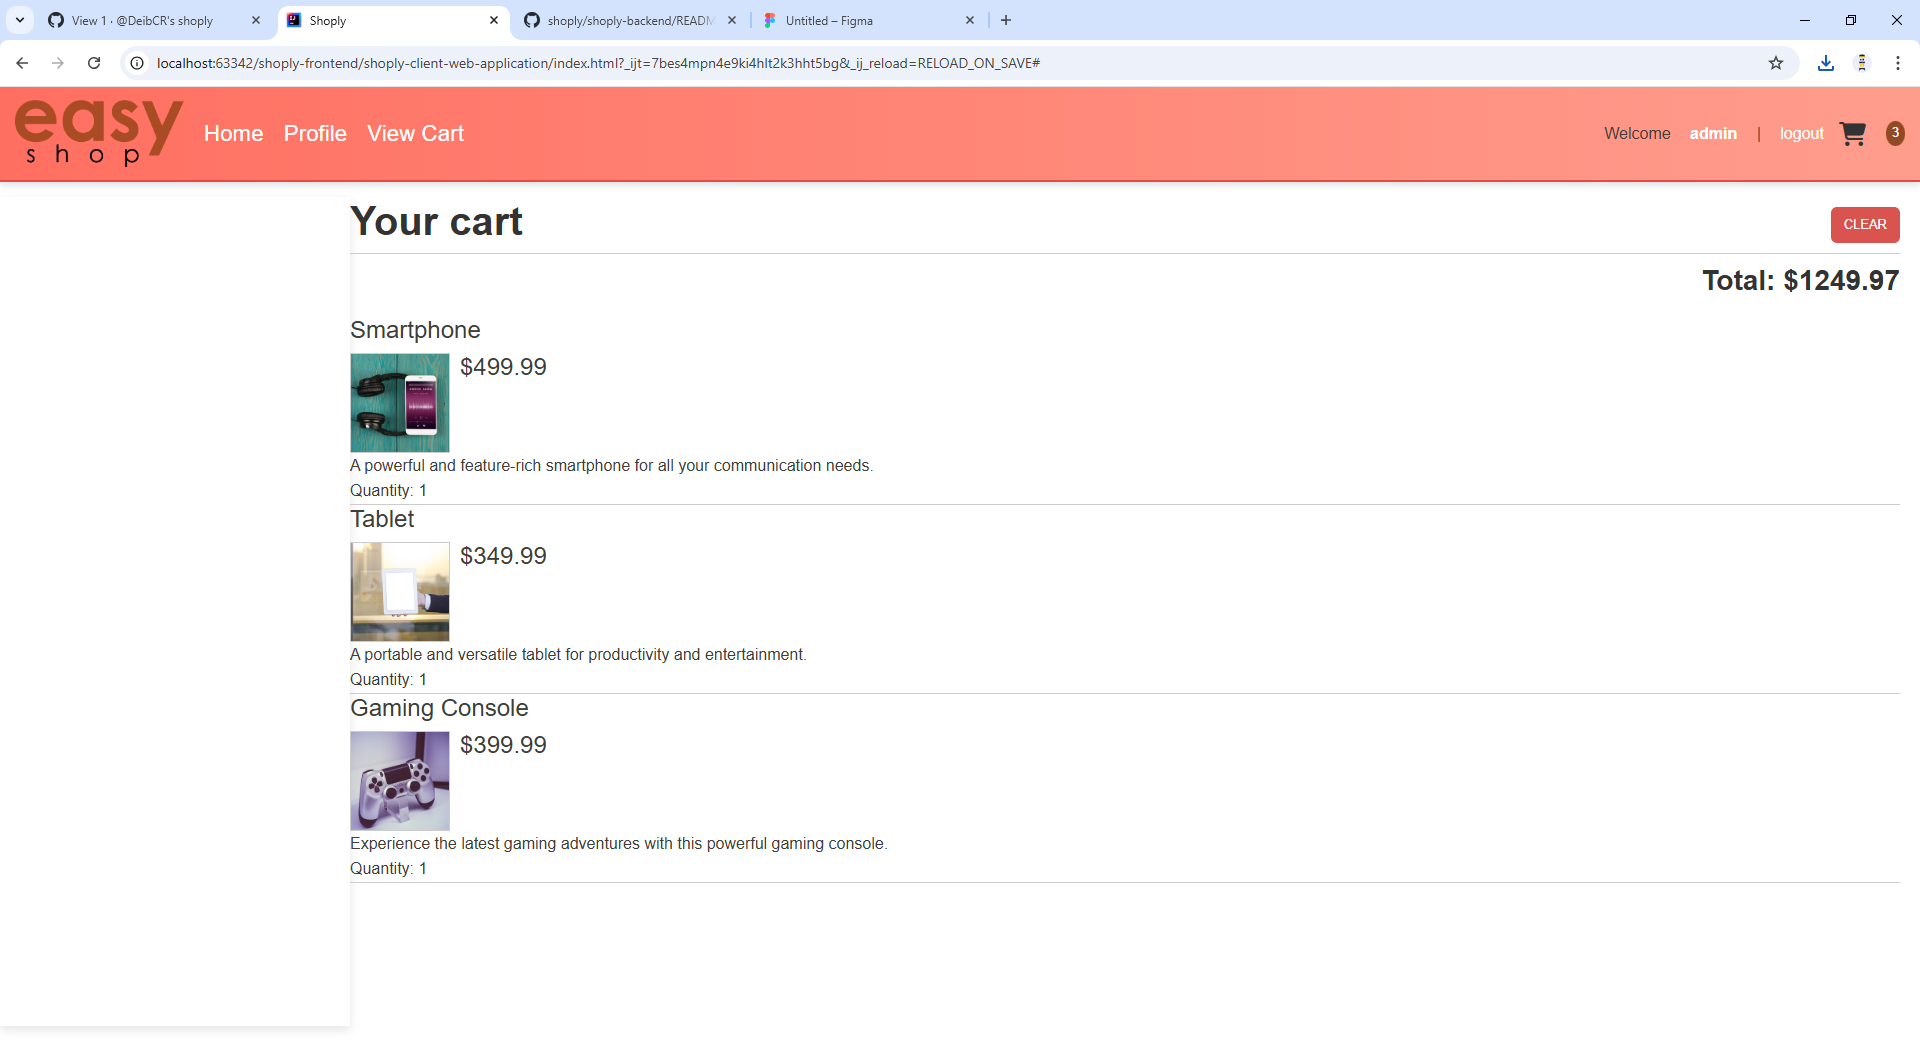 View 1 · @DeibCR's shoply
Shoply
shoply/shoply-backend/READM
Untitled – Figma
localhost:63342/shoply-frontend/shoply-client-web-application/index.html?_ijt=7bes4mpn4e9ki4hlt2k3hht5bg&_ij_reload=RELOAD_ON_SAVE#
easy
shop
Home Profile View Cart
Welcome admin | logout 3
Your cart
CLEAR
Total: $1249.97
Smartphone
$499.99
A powerful and feature-rich smartphone for all your communication needs.
Quantity: 1
Tablet
$349.99
A portable and versatile tablet for productivity and entertainment.
Quantity: 1
Gaming Console
$399.99
Experience the latest gaming adventures with this powerful gaming console.
Quantity: 1